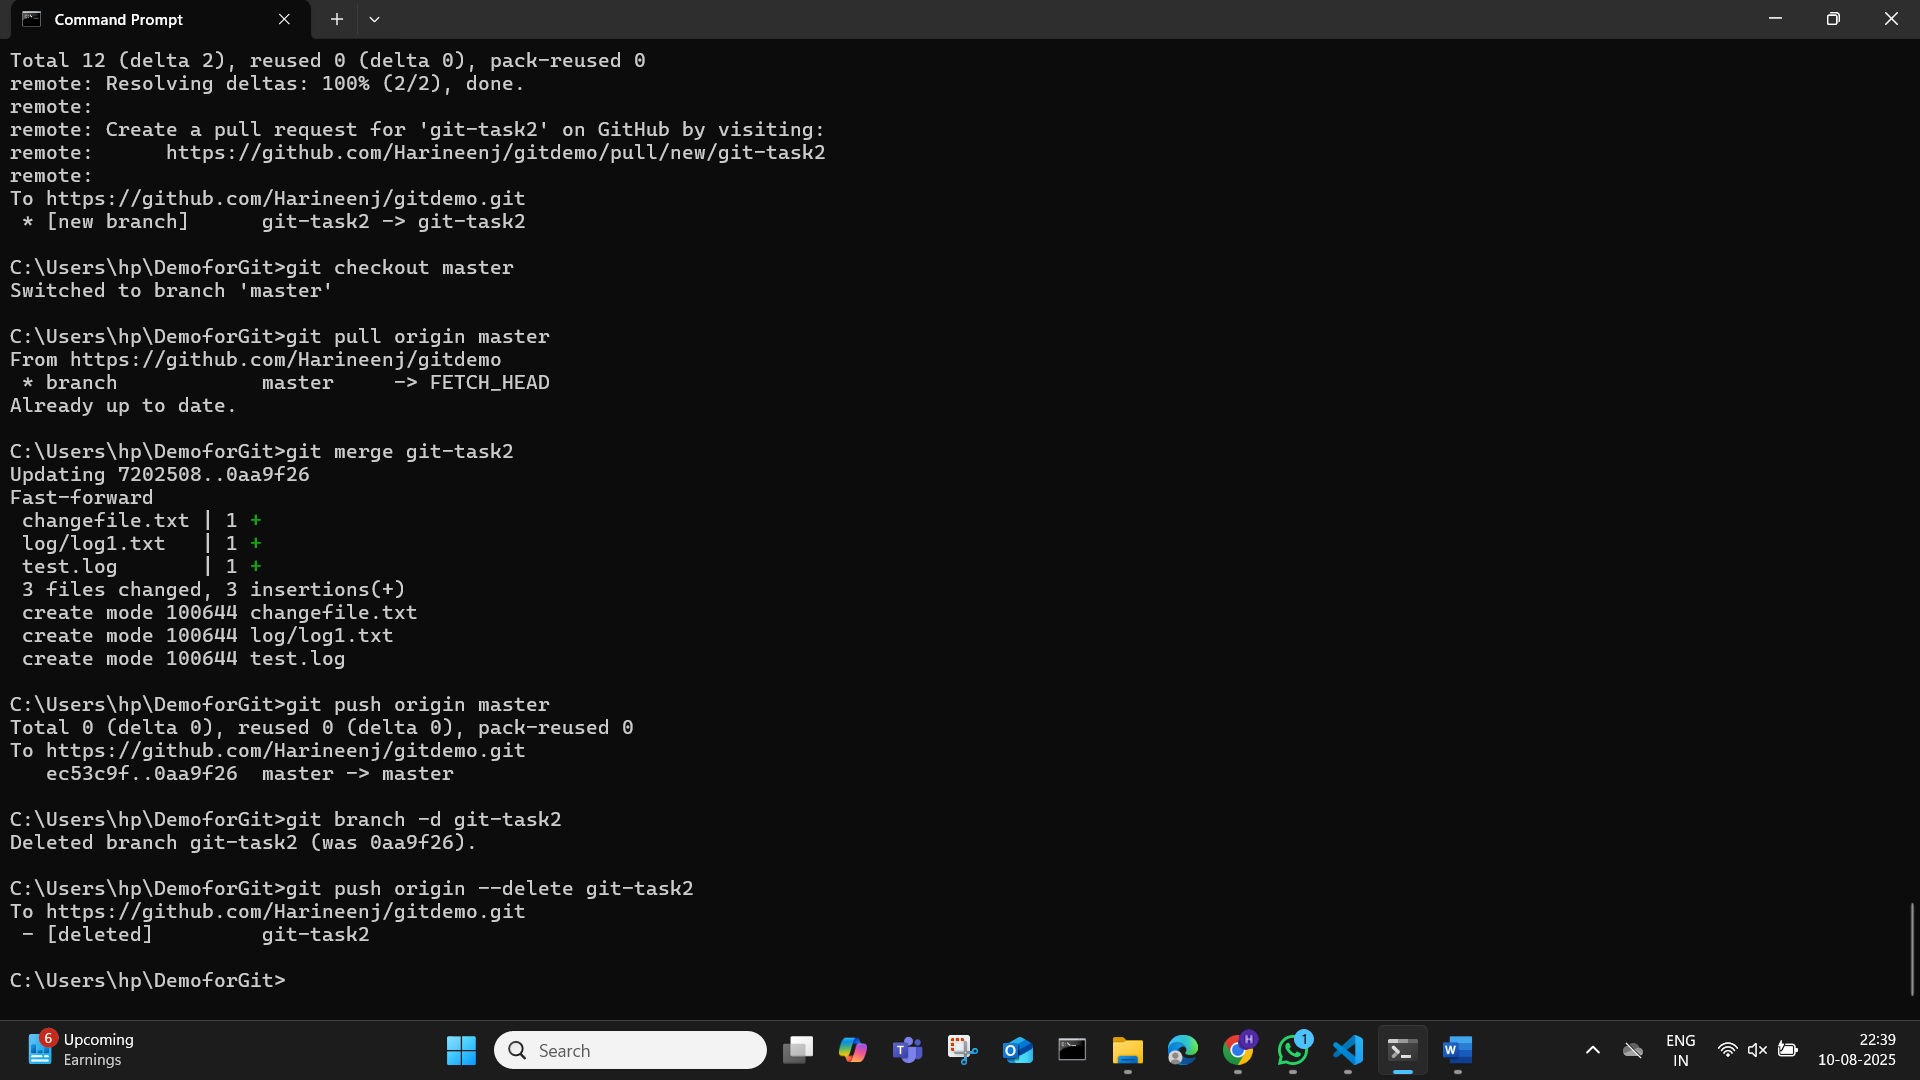 Command Prompt
Total 12 (delta 2), reused 0 (delta 0), pack-reused 0
remote: Resolving deltas: 100% (2/2), done.
remote:
remote: Create a pull request for 'git-task2' on GitHub by visiting:
remote:      https://github.com/Harineenj/gitdemo/pull/new/git-task2
remote:
To https://github.com/Harineenj/gitdemo.git
 * [new branch]      git-task2 -> git-task2

C:\Users\hp\DemoforGit>git checkout master
Switched to branch 'master'

C:\Users\hp\DemoforGit>git pull origin master
From https://github.com/Harineenj/gitdemo
 * branch            master     -> FETCH_HEAD
Already up to date.

C:\Users\hp\DemoforGit>git merge git-task2
Updating 7202508..0aa9f26
Fast-forward
 changefile.txt | 1 +
 log/log1.txt   | 1 +
 test.log       | 1 +
 3 files changed, 3 insertions(+)
 create mode 100644 changefile.txt
 create mode 100644 log/log1.txt
 create mode 100644 test.log

C:\Users\hp\DemoforGit>git push origin master
Total 0 (delta 0), reused 0 (delta 0), pack-reused 0
To https://github.com/Harineenj/gitdemo.git
   ec53c9f..0aa9f26  master -> master

C:\Users\hp\DemoforGit>git branch -d git-task2
Deleted branch git-task2 (was 0aa9f26).

C:\Users\hp\DemoforGit>git push origin --delete git-task2
To https://github.com/Harineenj/gitdemo.git
 - [deleted]         git-task2

C:\Users\hp\DemoforGit>
6
Upcoming
Earnings
Search
H
1
ENG
IN
22:39
10-08-2025